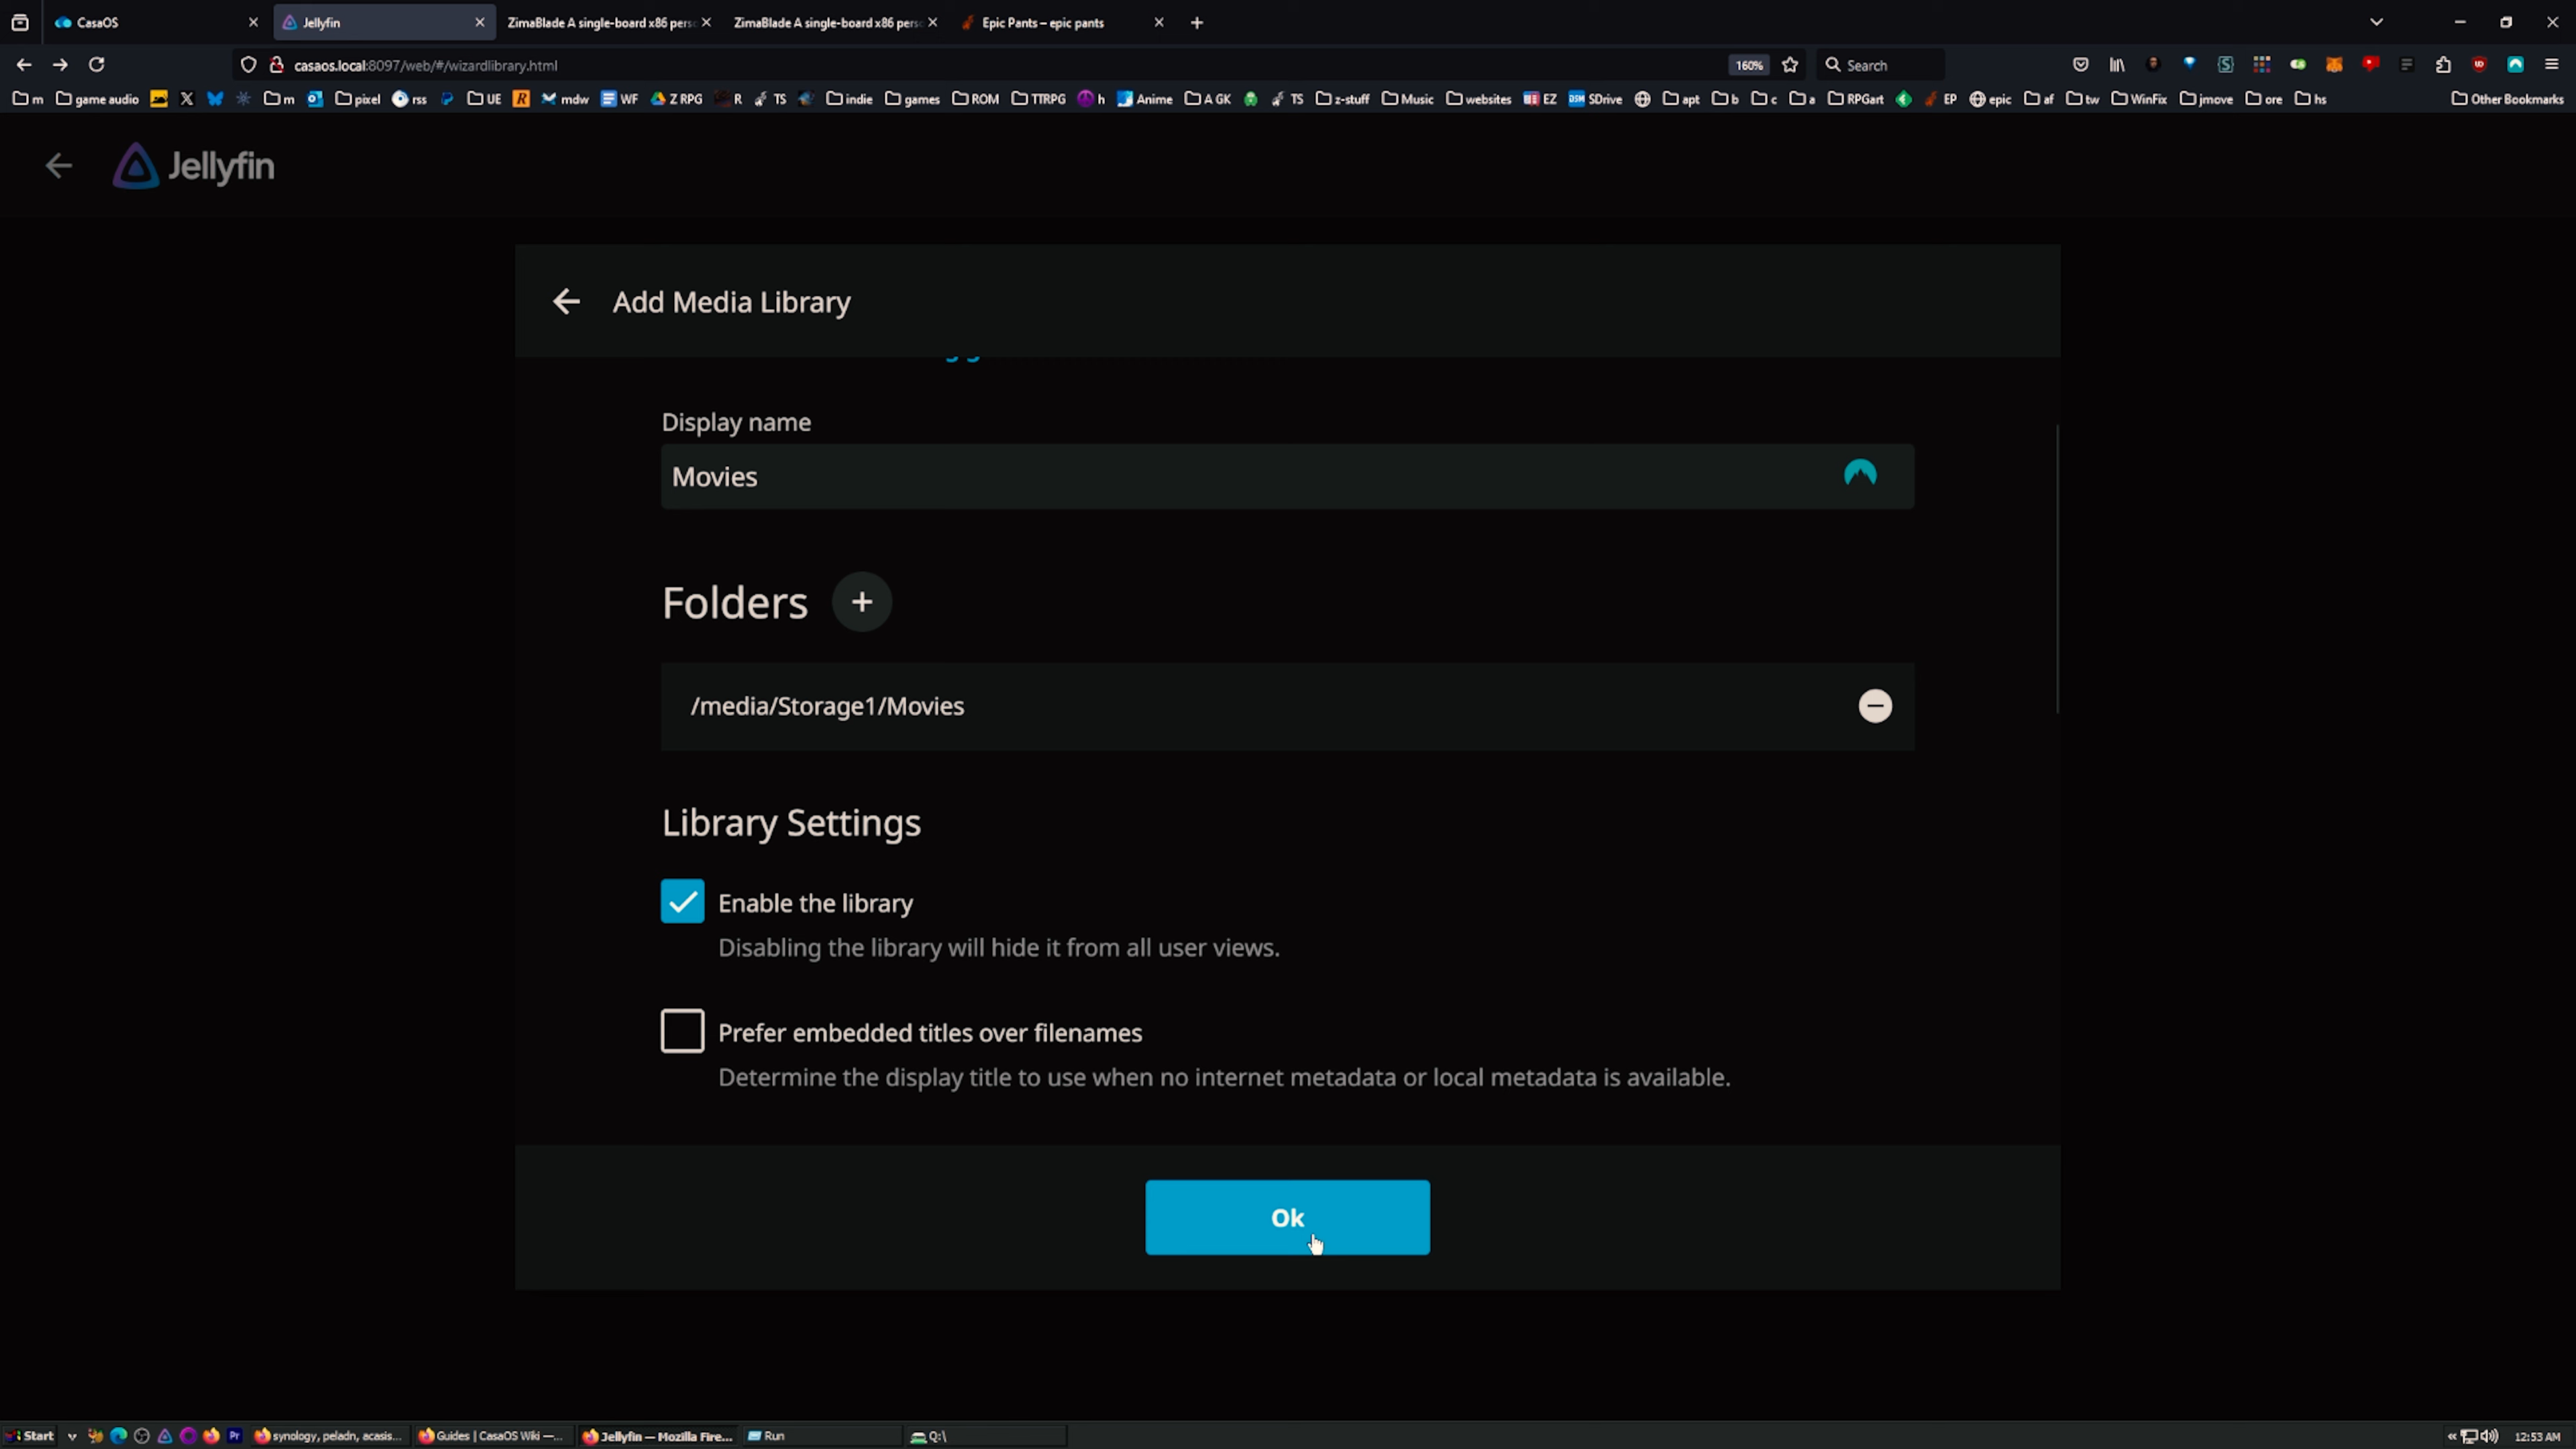 CasaOS
Jellyfin
ZimaBlade A single-board x86 pers
ZimaBlade A single-board x86 pers
Epic Pants – epic pants
casaos.local:8097/web/#/wizardlibrary.html
160%
Search
m
game audio
m
pixel
rss
UE
mdw
WF
Z RPG
R
TS
indie
games
ROM
TTRPG
h
Anime
A GK
TS
z-stuff
Music
websites
EZ
SDrive
apt
b
c
a
RPGart
EP
epic
af
tw
WinFix
jmove
ore
hs
Other Bookmarks
Jellyfin
Add Media Library
Display name
Movies
Folders
/media/Storage1/Movies
Library Settings
Enable the library
Disabling the library will hide it from all user views.
Prefer embedded titles over filenames
Determine the display title to use when no internet metadata or local metadata is available.
Ok
Start
Pr
synology, peladn, acasis...
Guides | CasaOS Wiki —...
Jellyfin — Mozilla Fire...
Run
Q:\
12:53 AM